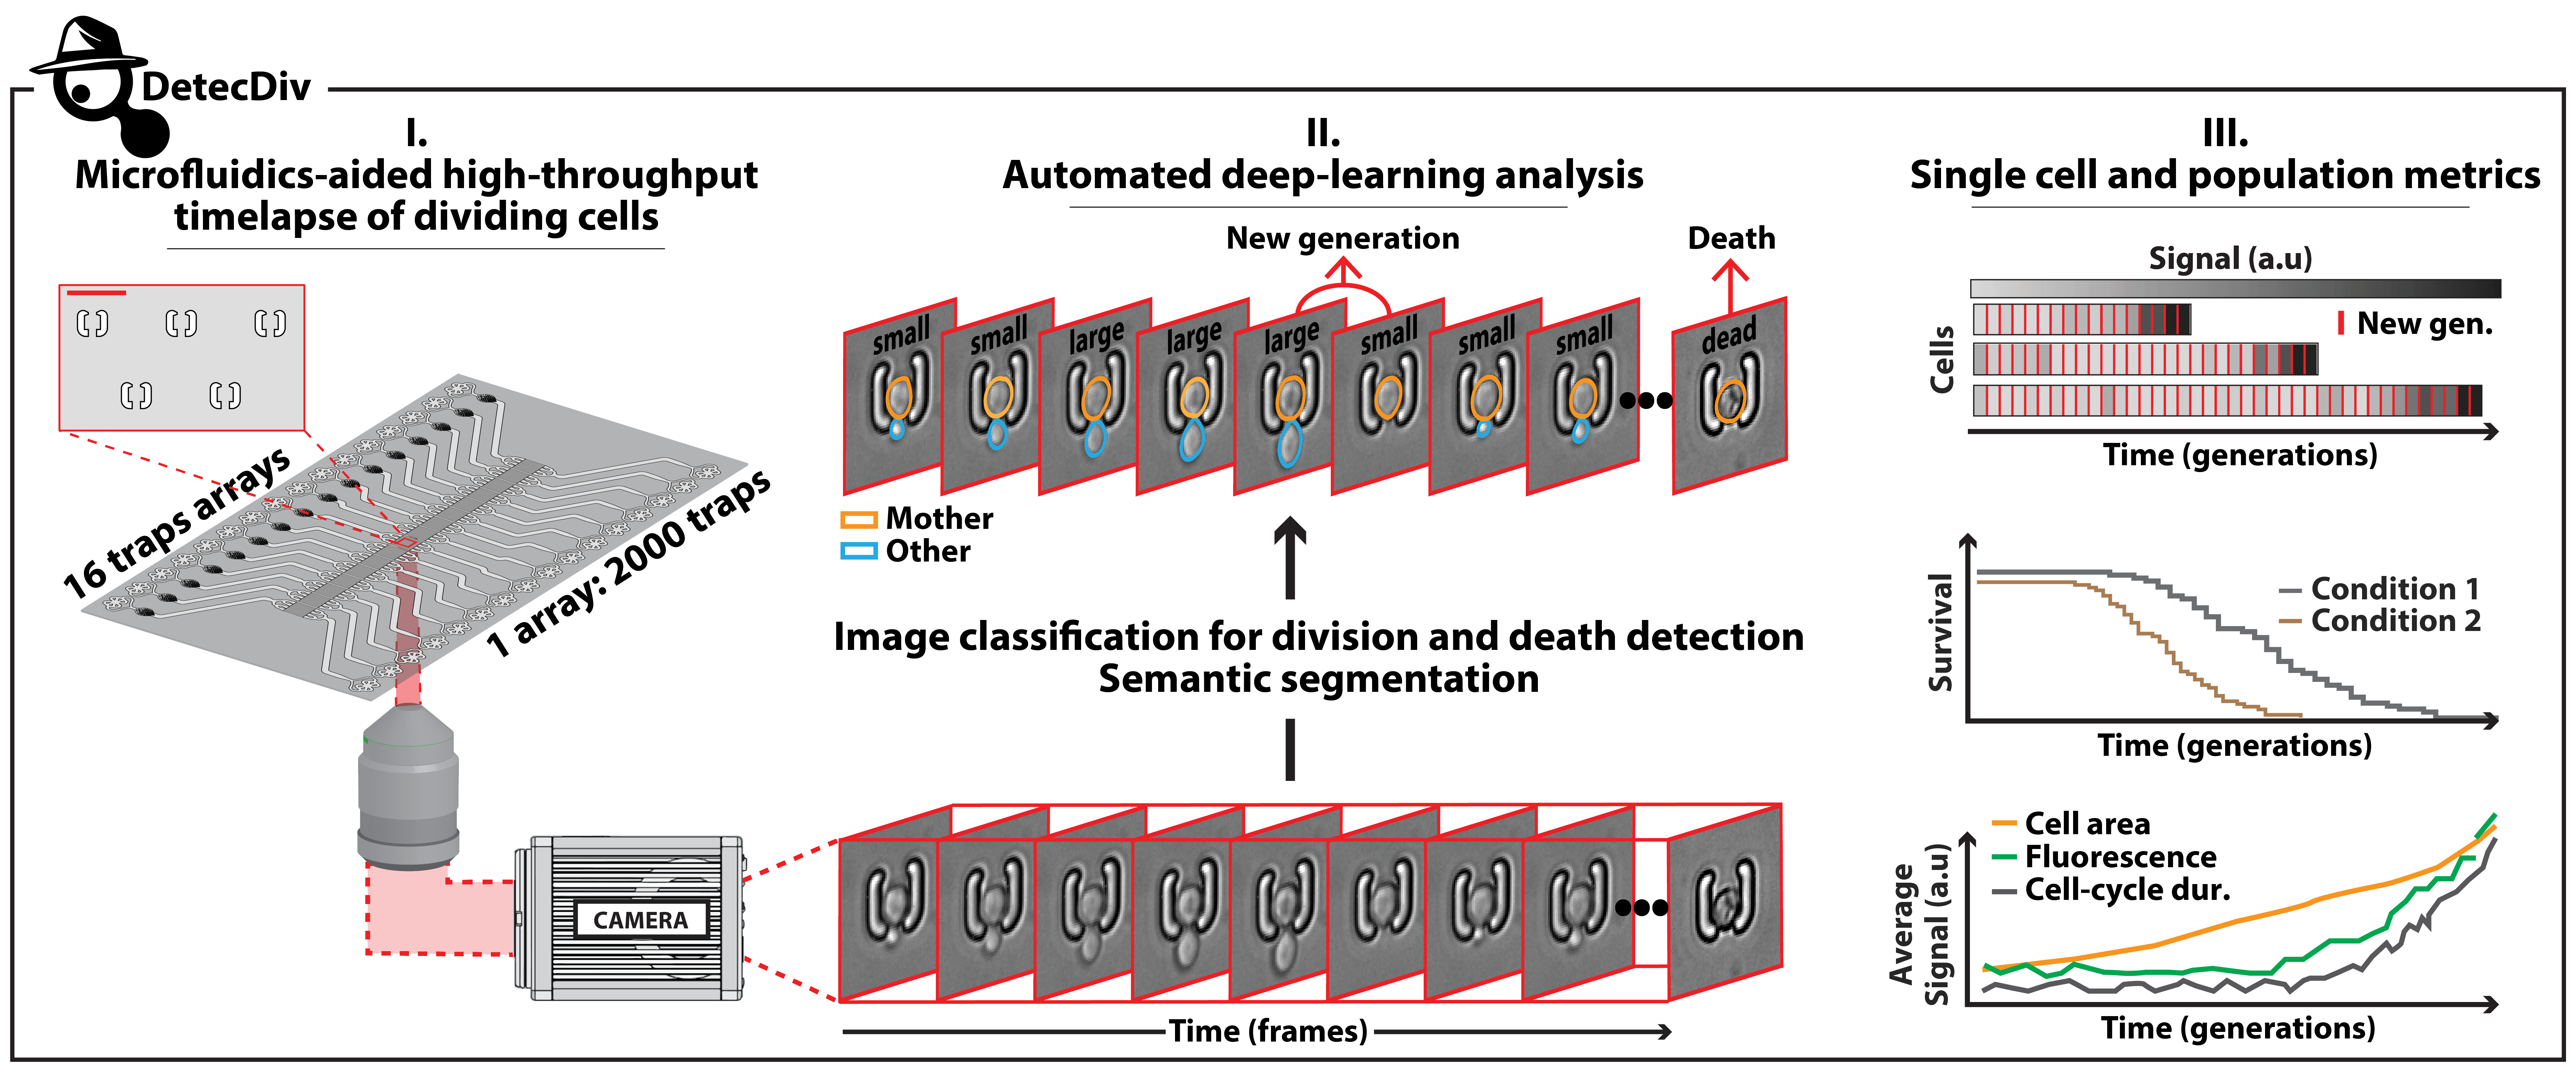 DetecDiv
I.
Microfluidics-aided high-throughput
timelapse of dividing cells
16 traps arrays
1 array: 2000 traps
CAMERA
II.
Automated deep-learning analysis
New generation
Death
small
small
large
large
large
small
small
small
dead
Mother
Other
Image classification for division and death detection
Semantic segmentation
Time (frames)
III.
Single cell and population metrics
Signal (a.u)
New gen.
Cells
Time (generations)
Survival
Condition 1
Condition 2
Time (generations)
Average
Signal (a.u)
Cell area
Fluorescence
Cell-cycle dur.
Time (generations)